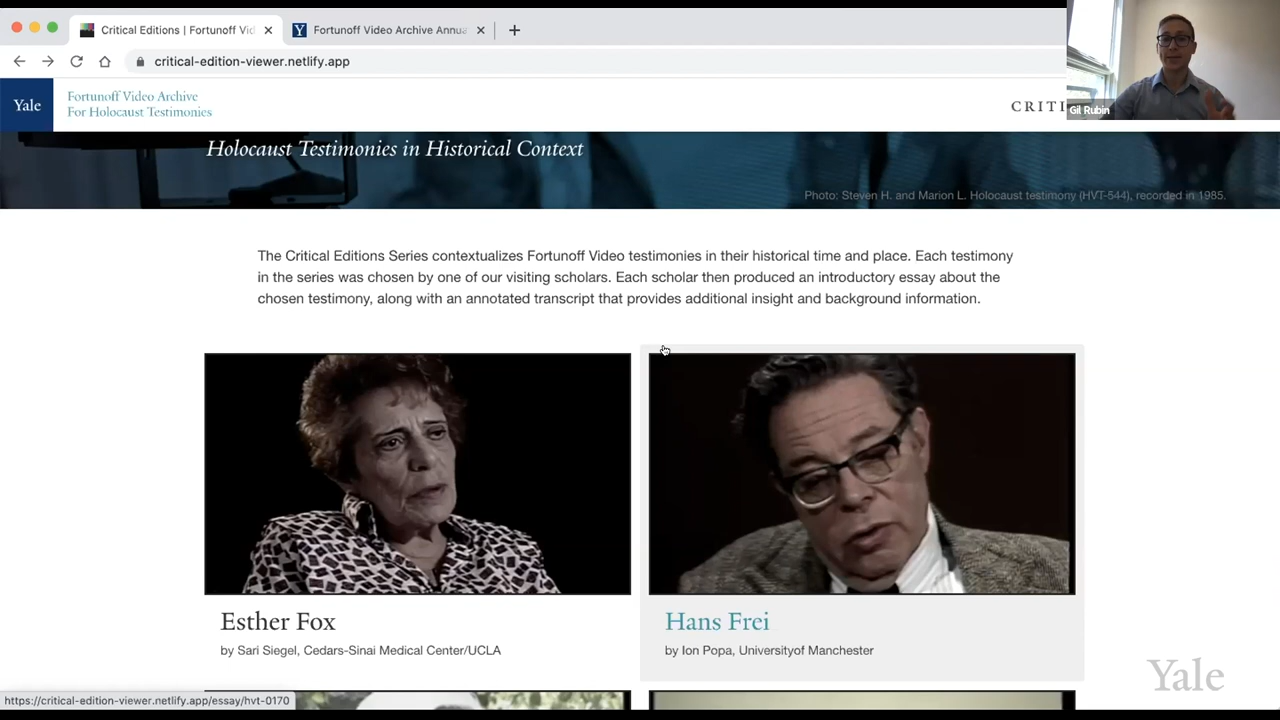 Critical Editions | Fortunoff Vid
Fortunoff Video Archive Annua
critical-edition-viewer.netlify.app
Gil Rubin
Yale
Fortunoff Video Archive
For Holocaust Testimonies
CRITI
Holocaust Testimonies in Historical Context
Photo: Steven H. and Marion L. Holocaust testimony (HVT-544), recorded in 1985.
The Critical Editions Series contextualizes Fortunoff Video testimonies in their historical time and place. Each testimony
in the series was chosen by one of our visiting scholars. Each scholar then produced an introductory essay about the
chosen testimony, along with an annotated transcript that provides additional insight and background information.
Esther Fox
by Sari Siegel, Cedars-Sinai Medical Center/UCLA
Hans Frei
by Ion Popa, Universityof Manchester
Yale
https://critical-edition-viewer.netlify.app/essay/hvt-0170